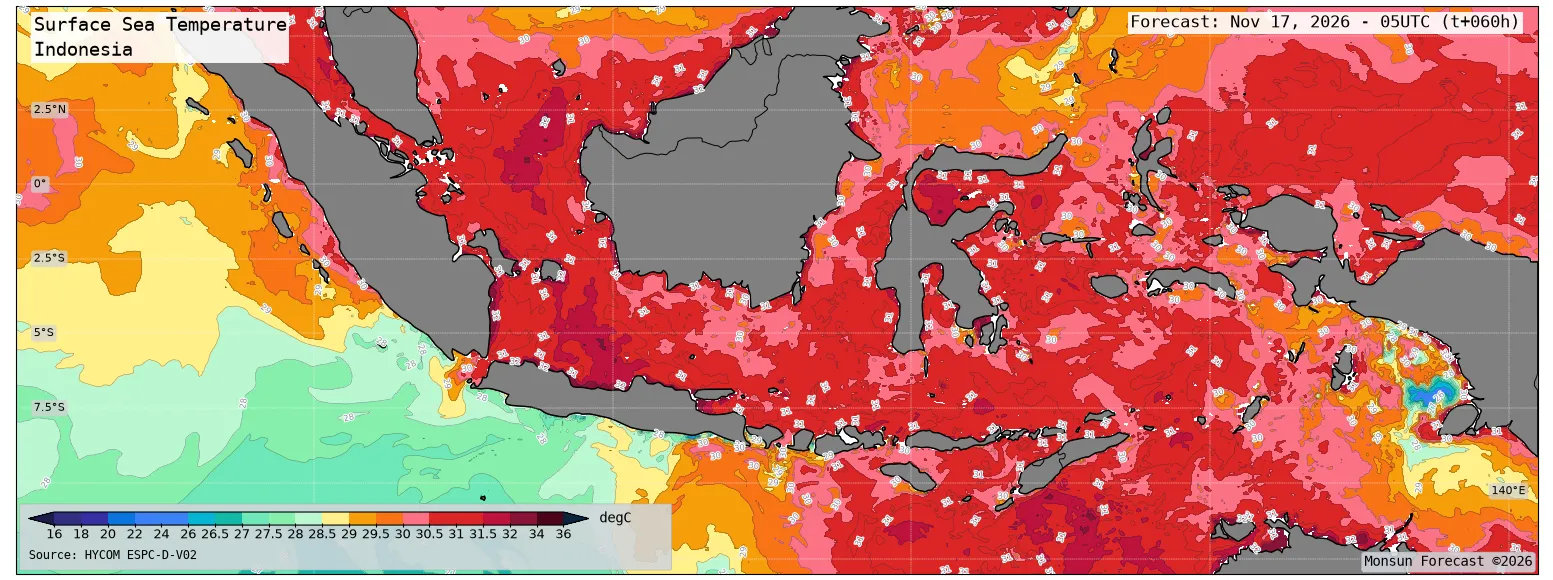 Surface Sea Temperature
Indonesia
Forecast: Nov 17, 2026 - 05UTC (t+060h)
2.5°N
0°
2.5°S
5°S
7.5°S
140°E
degC
16 18 20 22 24 26 26.5 27 27.5 28 28.5 29 29.5 30 30.5 31 31.5 32 34 36
Source: HYCOM ESPC-D-V02
Monsun Forecast ©2026